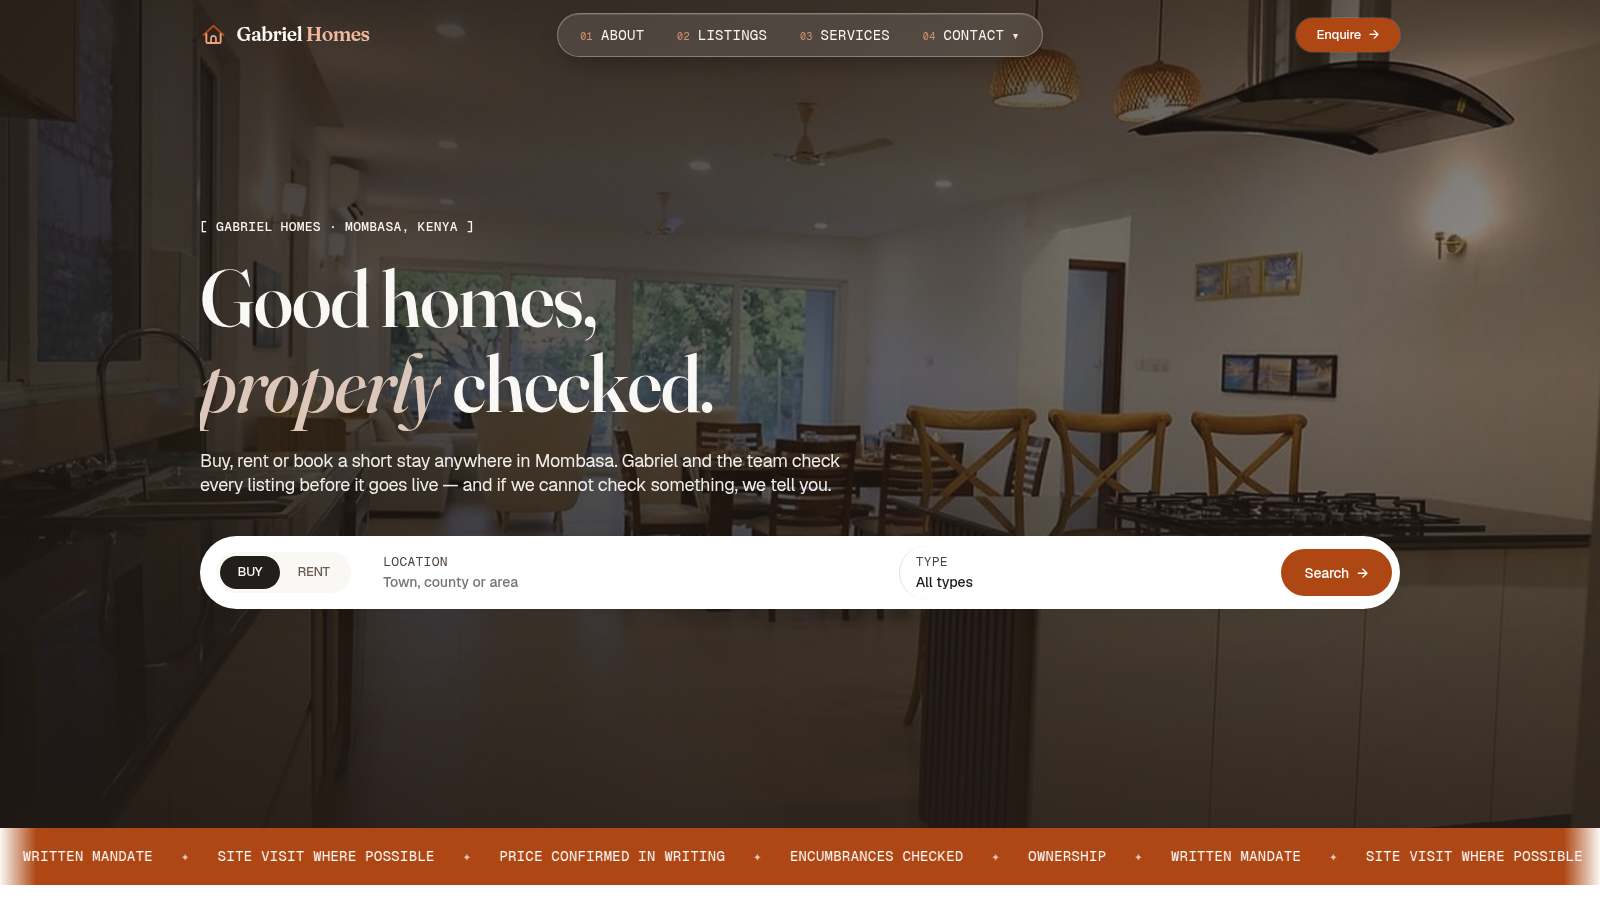 Gabriel Homes
01 ABOUT 02 LISTINGS 03 SERVICES 04 CONTACT ▾
Enquire →
[ GABRIEL HOMES · MOMBASA, KENYA ]
Good homes,
properly checked.
Buy, rent or book a short stay anywhere in Mombasa. Gabriel and the team check
every listing before it goes live — and if we cannot check something, we tell you.
BUY RENT
LOCATION
Town, county or area
TYPE
All types
Search →
WRITTEN MANDATE ✦ SITE VISIT WHERE POSSIBLE ✦ PRICE CONFIRMED IN WRITING ✦ ENCUMBRANCES CHECKED ✦ OWNERSHIP ✦ WRITTEN MANDATE ✦ SITE VISIT WHERE POSSIBLE